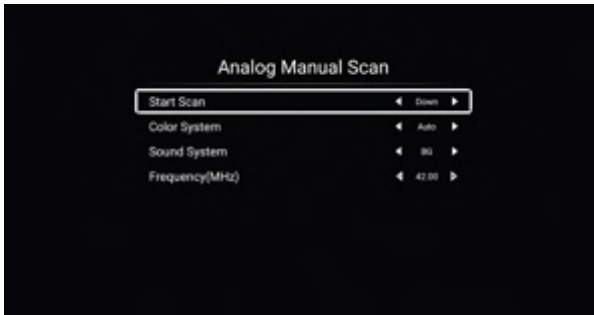 Analog Manual Scan
Start Scan Down
Color System Auto
Sound System BG
Frequency(MHz) 42.00